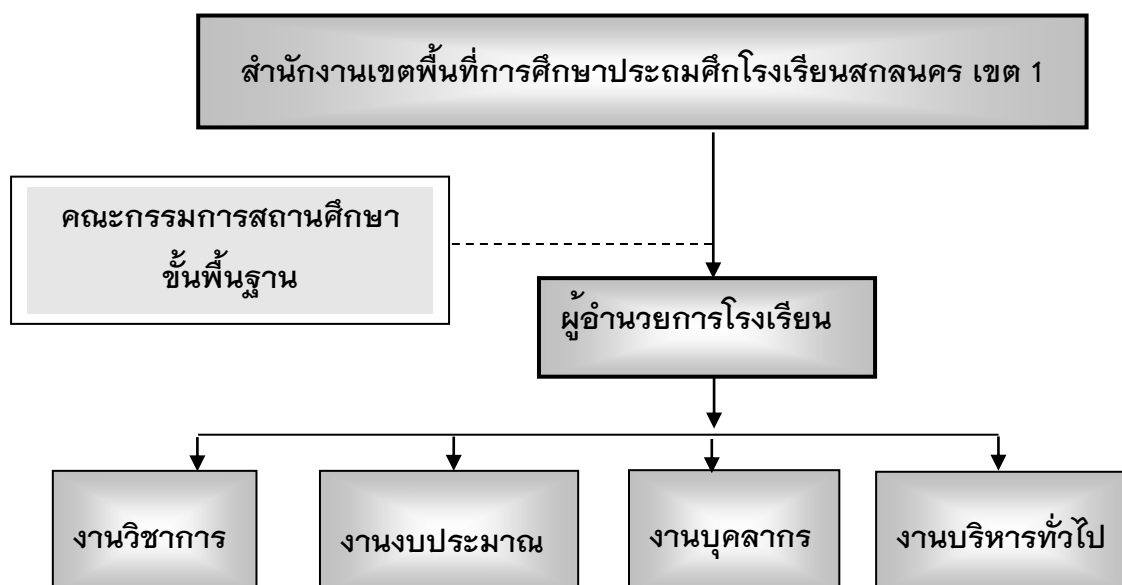 สำนักงานเขตพื้นที่การศึกษาประถมศึกโรงเรียนสกลนคร เขต 1
คณะกรรมการสถานศึกษา
ขั้นพื้นฐาน
ผู้อำนวยการโรงเรียน
งานวิชาการ
งานงบประมาณ
งานบุคลากร
งานบริหารทั่วไป